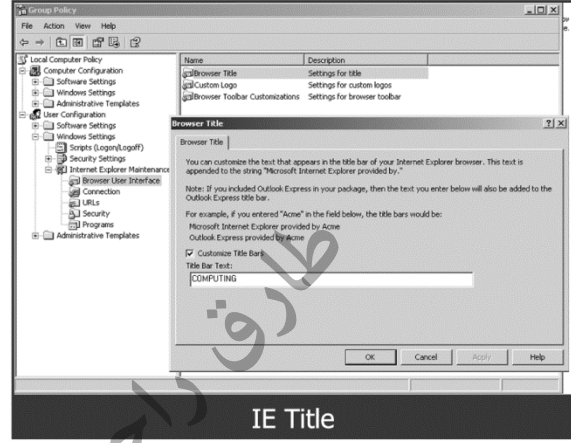 Group Policy
File Action View Help
Local Computer Policy
Computer Configuration
Software Settings
Windows Settings
Administrative Templates
User Configuration
Software Settings
Windows Settings
Scripts (Logon/Logoff)
Security Settings
Internet Explorer Maintenance
Browser User Interface
Connection
URLs
Security
Programs
Administrative Templates
Name Description
Browser Title Settings for title
Custom Logo Settings for custom logos
Browser Toolbar Customizations Settings for browser toolbar
Browser Title
Browser Title
You can customize the text that appears in the title bar of your Internet Explorer browser. This text is
appended to the string "Microsoft Internet Explorer provided by."
Note: If you included Outlook Express in your package, then the text you enter below will also be added to the
Outlook Express title bar.
For example, if you entered "Acme" in the field below, the title bars would be:
Microsoft Internet Explorer provided by Acme
Outlook Express provided by Acme
Customize Title Bars
Title Bar Text:
COMPUTING
OK Cancel Apply Help
IE Title
طارق